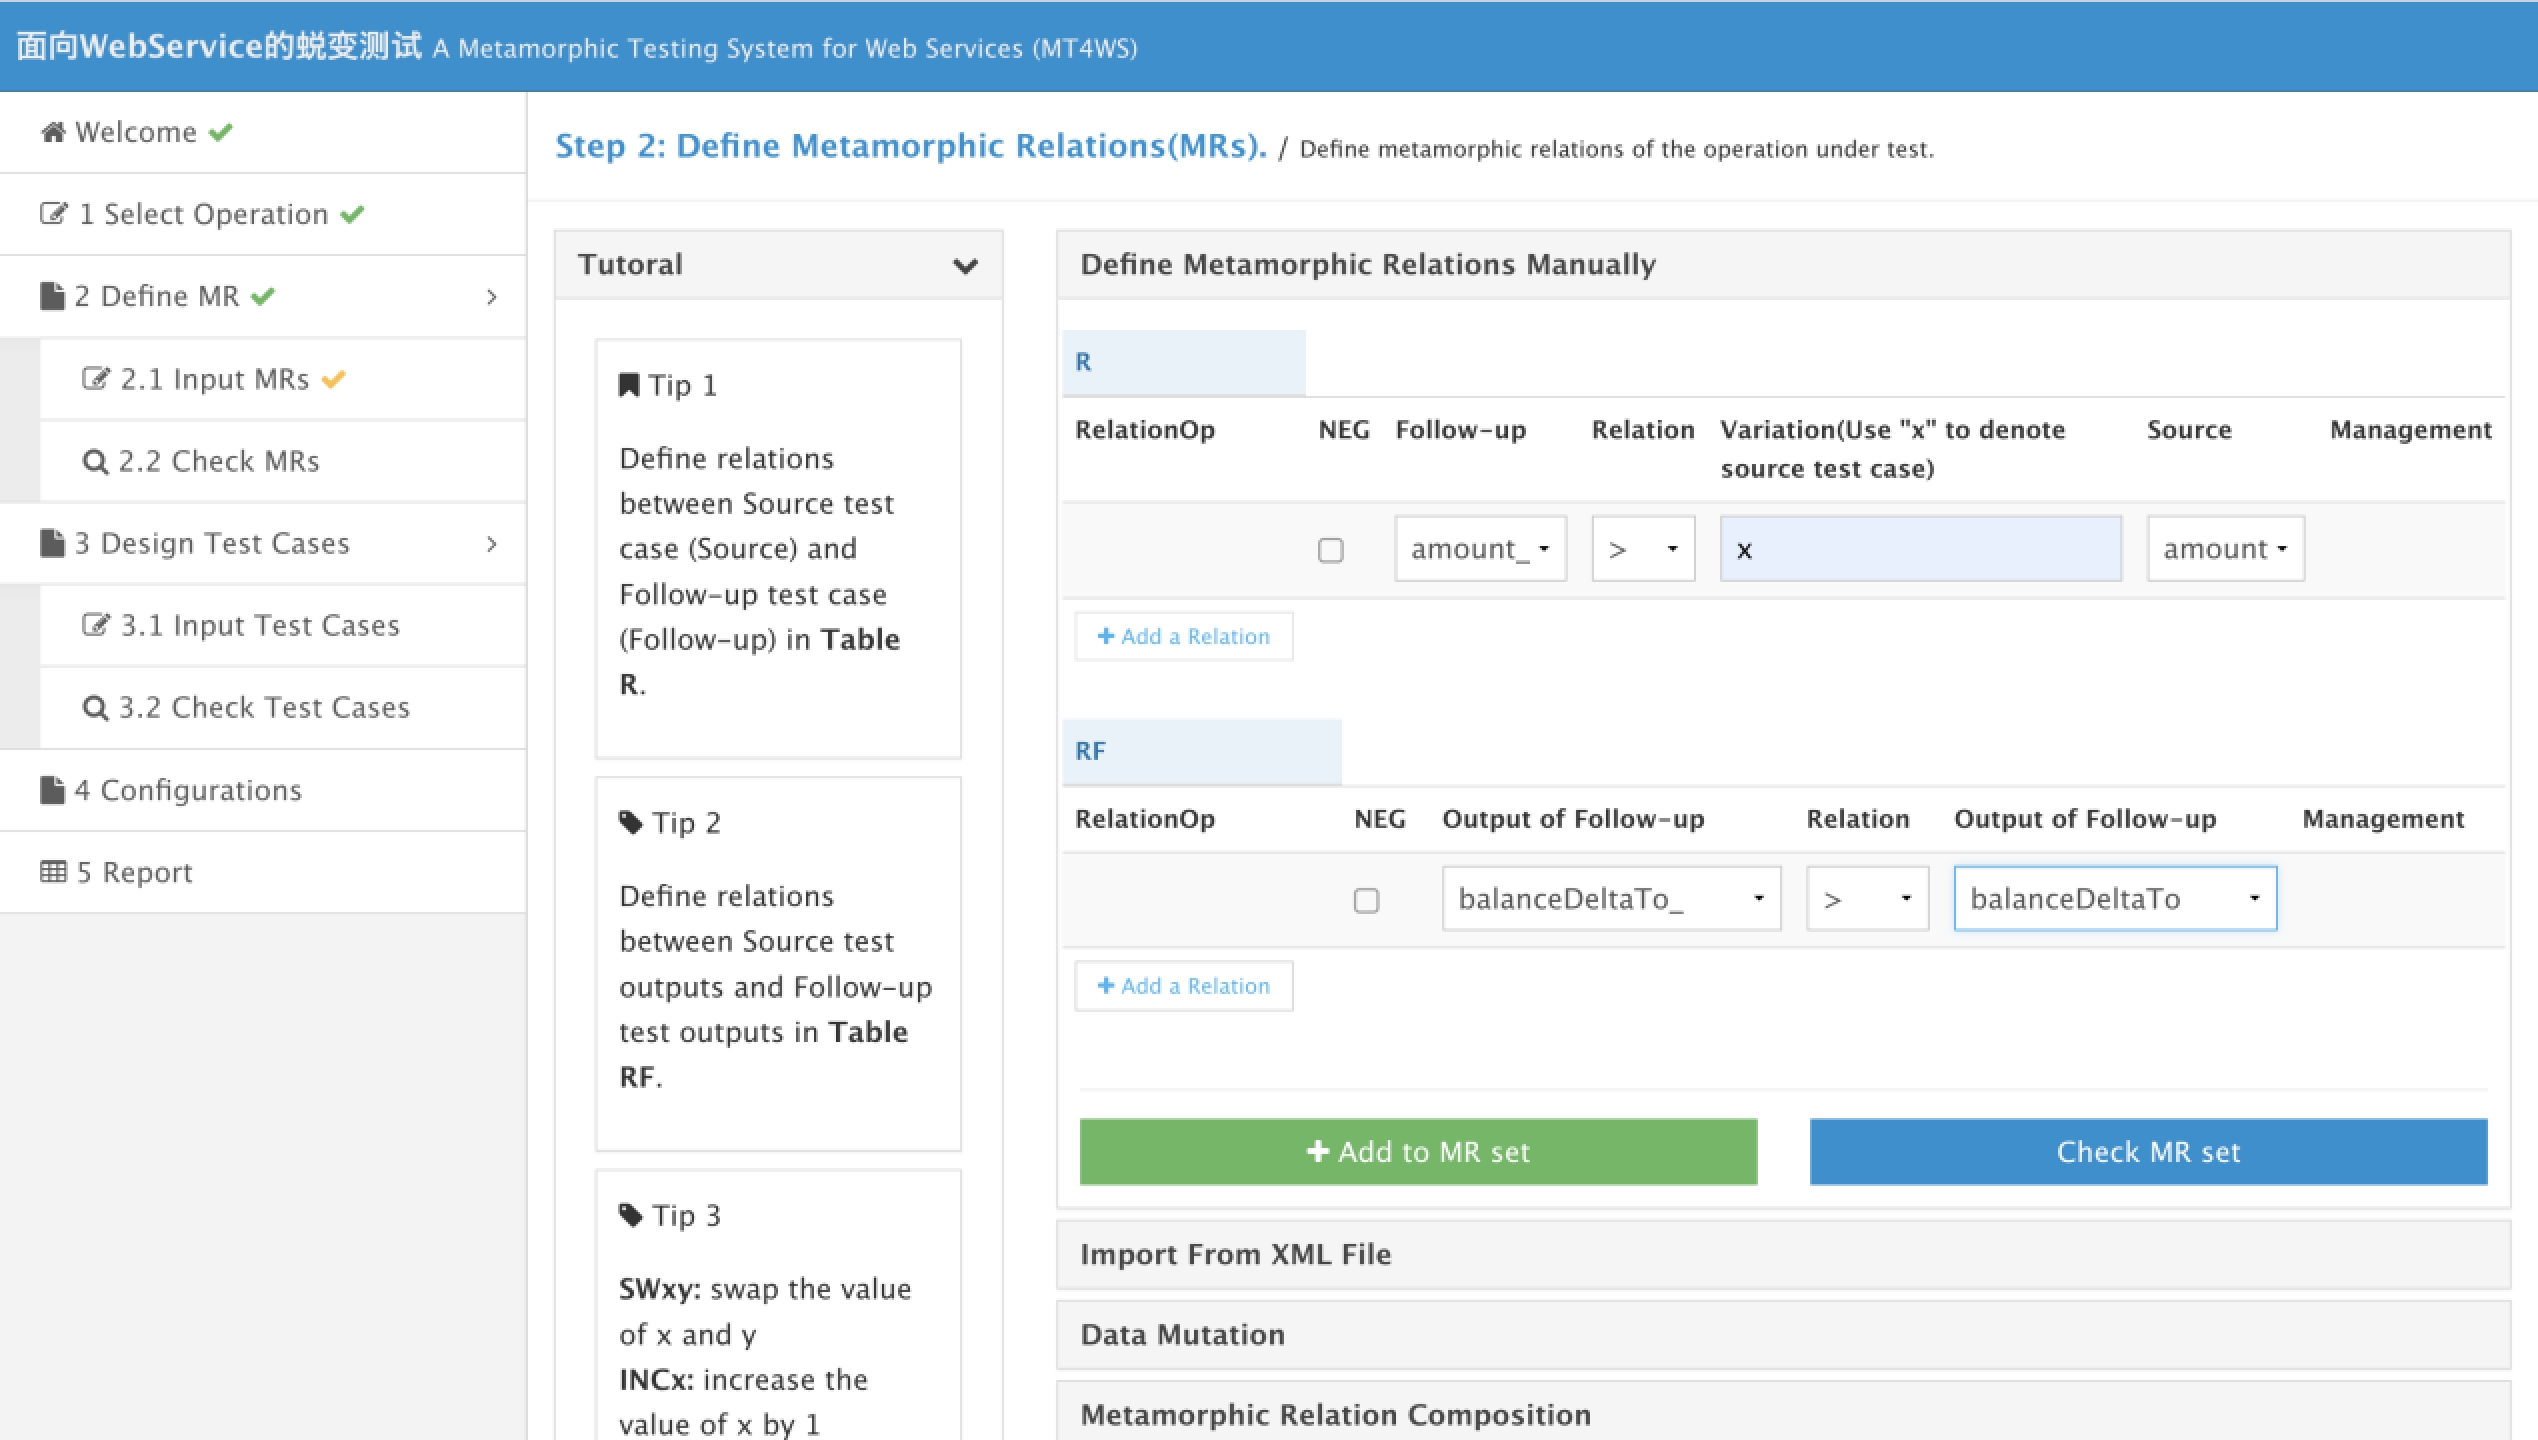 面向WebService的蜕变测试 A Metamorphic Testing System for Web Services (MT4WS)
Welcome
1 Select Operation
2 Define MR
2.1 Input MRs
2.2 Check MRs
3 Design Test Cases
3.1 Input Test Cases
3.2 Check Test Cases
4 Configurations
5 Report
Step 2: Define Metamorphic Relations(MRs). / Define metamorphic relations of the operation under test.
Tutoral
Tip 1
Define relations
between Source test
case (Source) and
Follow-up test case
(Follow-up) in Table
R.
Tip 2
Define relations
between Source test
outputs and Follow-up
test outputs in Table
RF.
Tip 3
SWxy: swap the value
of x and y
INCx: increase the
value of x by 1
Define Metamorphic Relations Manually
R
RelationOp NEG Follow-up Relation Variation(Use "x" to denote
source test case) Source Management
amount_ > x amount
+ Add a Relation
RF
RelationOp NEG Output of Follow-up Relation Output of Follow-up Management
balanceDeltaTo_ > balanceDeltaTo
+ Add a Relation
+ Add to MR set Check MR set
Import From XML File
Data Mutation
Metamorphic Relation Composition